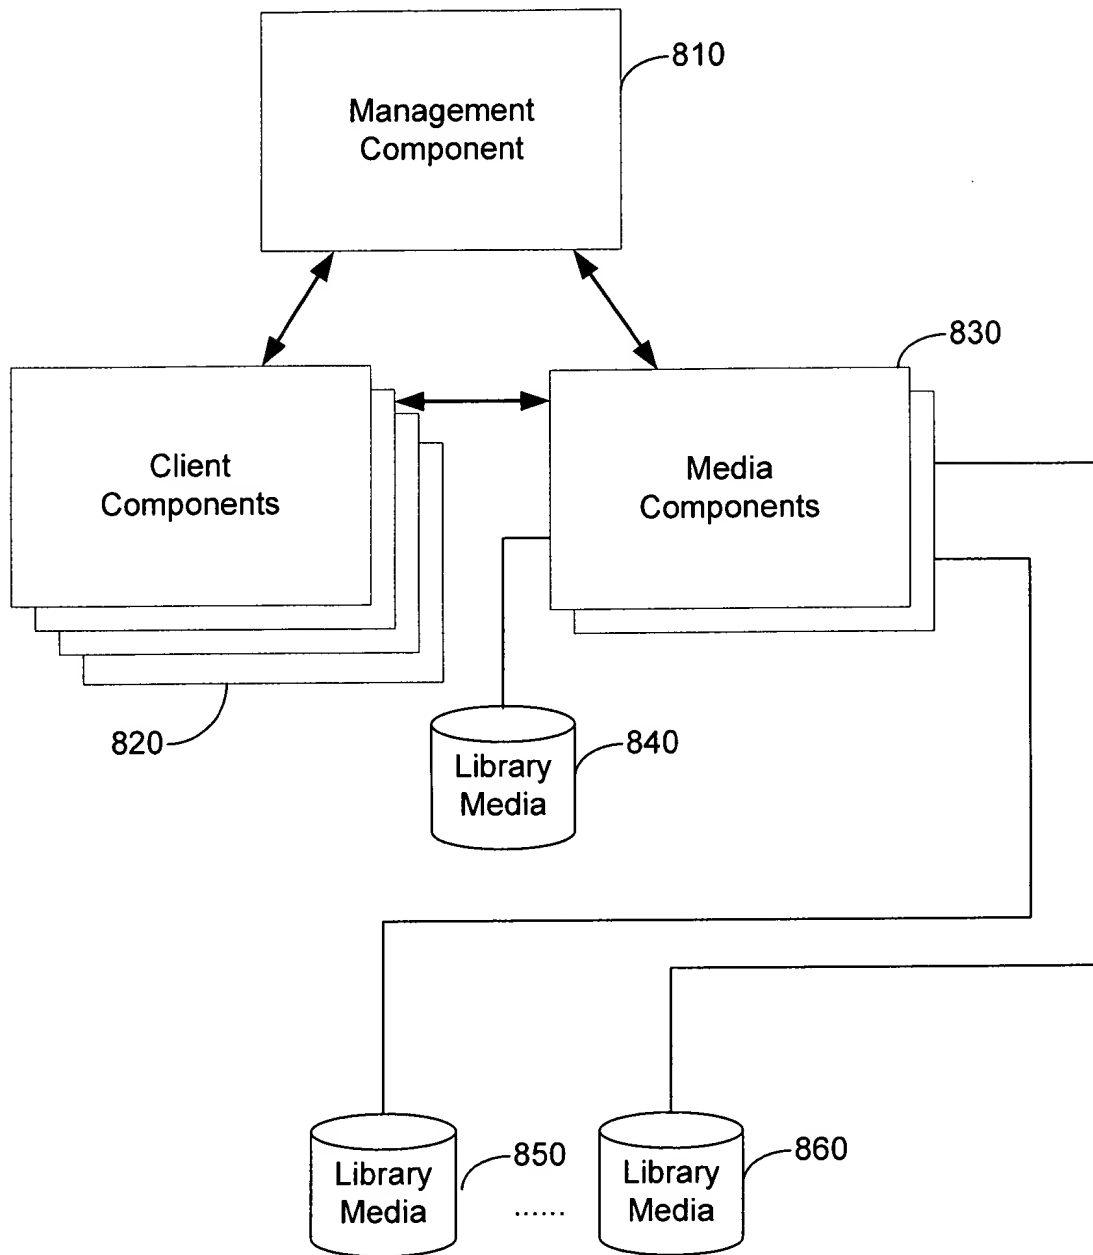 810
Management
Component
830
Client
Components
Media
Components
820
840
Library
Media
850
860
Library
Media
......
Library
Media